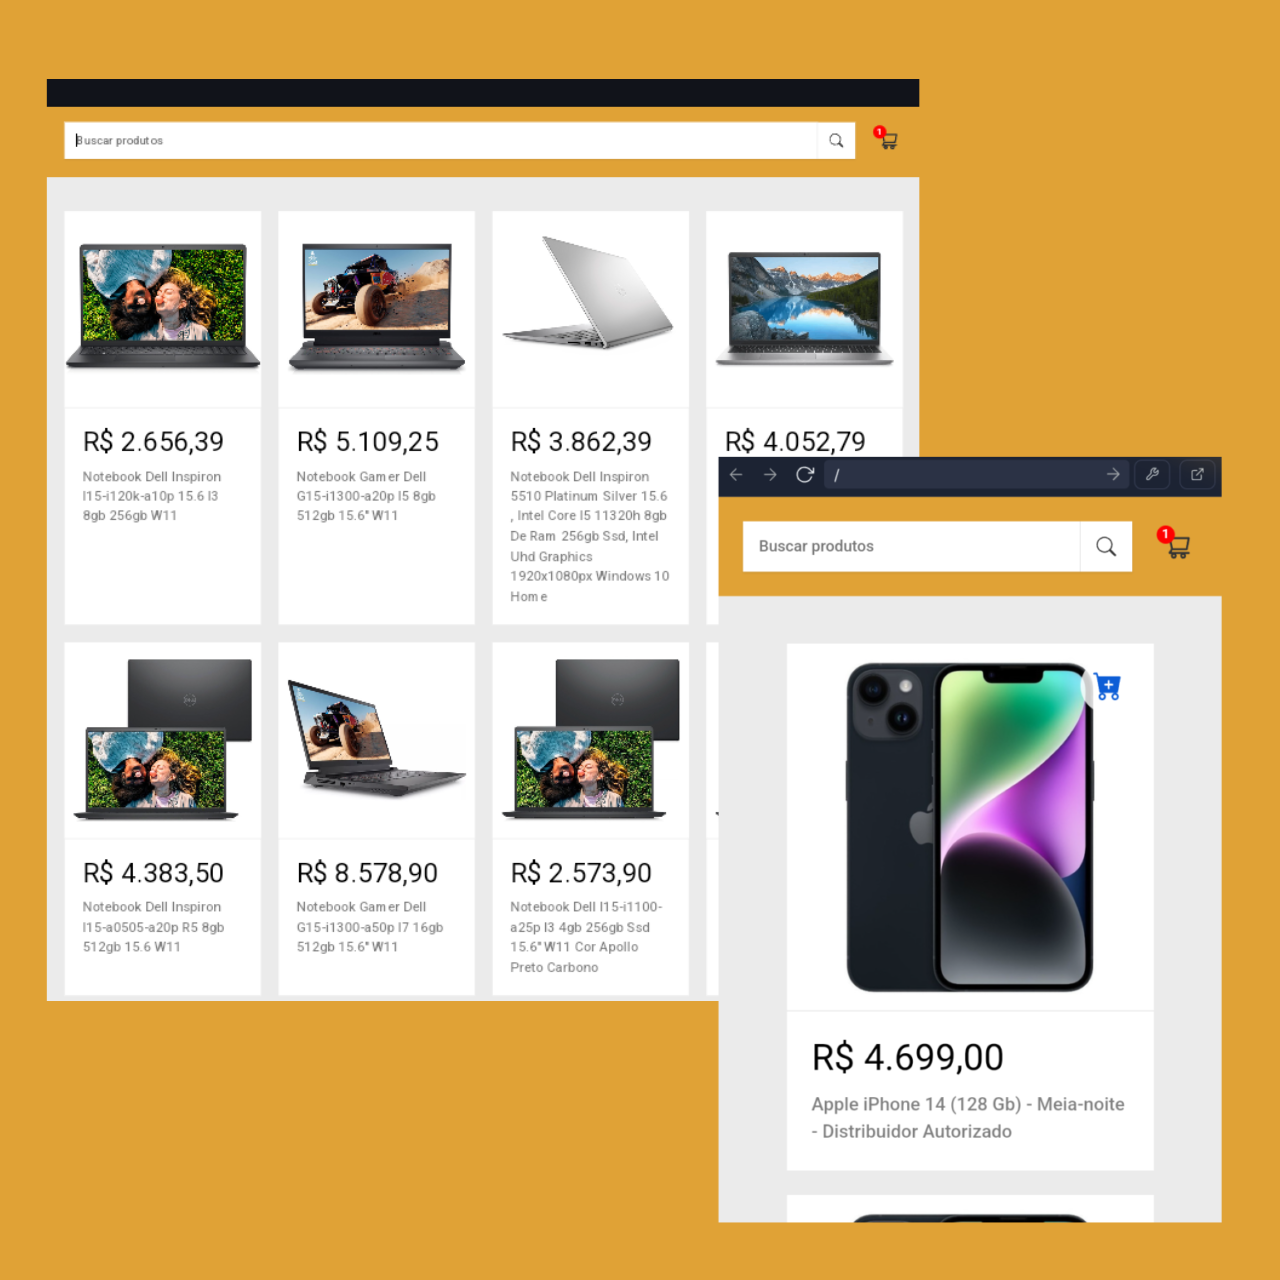 Buscar produtos
1
R$ 2.656,39
Notebook Dell Inspiron
I15-i120k-a10p 15.6 I3
8gb 256gb W11
R$ 5.109,25
Notebook Gamer Dell
G15-i1300-a20p I5 8gb
512gb 15.6" W11
R$ 3.862,39
Notebook Dell Inspiron
5510 Platinum Silver 15.6
, Intel Core I5 11320h 8gb
De Ram 256gb Ssd, Intel
Uhd Graphics
1920x1080px Windows 10
Home
R$ 4.052,79
R$ 4.383,50
Notebook Dell Inspiron
I15-a0505-a20p R5 8gb
512gb 15.6 W11
R$ 8.578,90
Notebook Gamer Dell
G15-i1300-a50p I7 16gb
512gb 15.6" W11
R$ 2.573,90
Notebook Dell I15-i1100-
a25p I3 4gb 256gb Ssd
15.6" W11 Cor Apollo
Preto Carbono
/
Buscar produtos
1
R$ 4.699,00
Apple iPhone 14 (128 Gb) - Meia-noite
- Distribuidor Autorizado